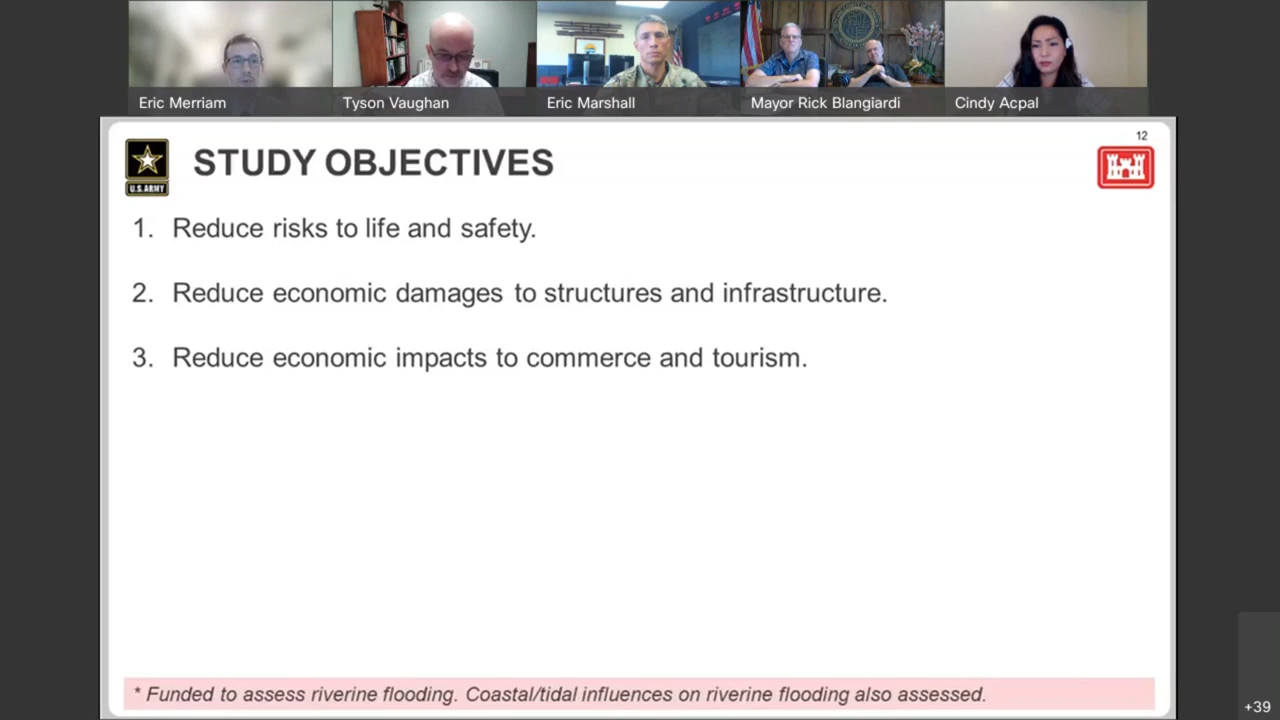 Eric Merriam
Tyson Vaughan
Eric Marshall
Mayor Rick Blangiardi
Cindy Acpal
12
U.S.ARMY
STUDY OBJECTIVES
1. Reduce risks to life and safety.
2. Reduce economic damages to structures and infrastructure.
3. Reduce economic impacts to commerce and tourism.
* Funded to assess riverine flooding. Coastal/tidal influences on riverine flooding also assessed.
+39